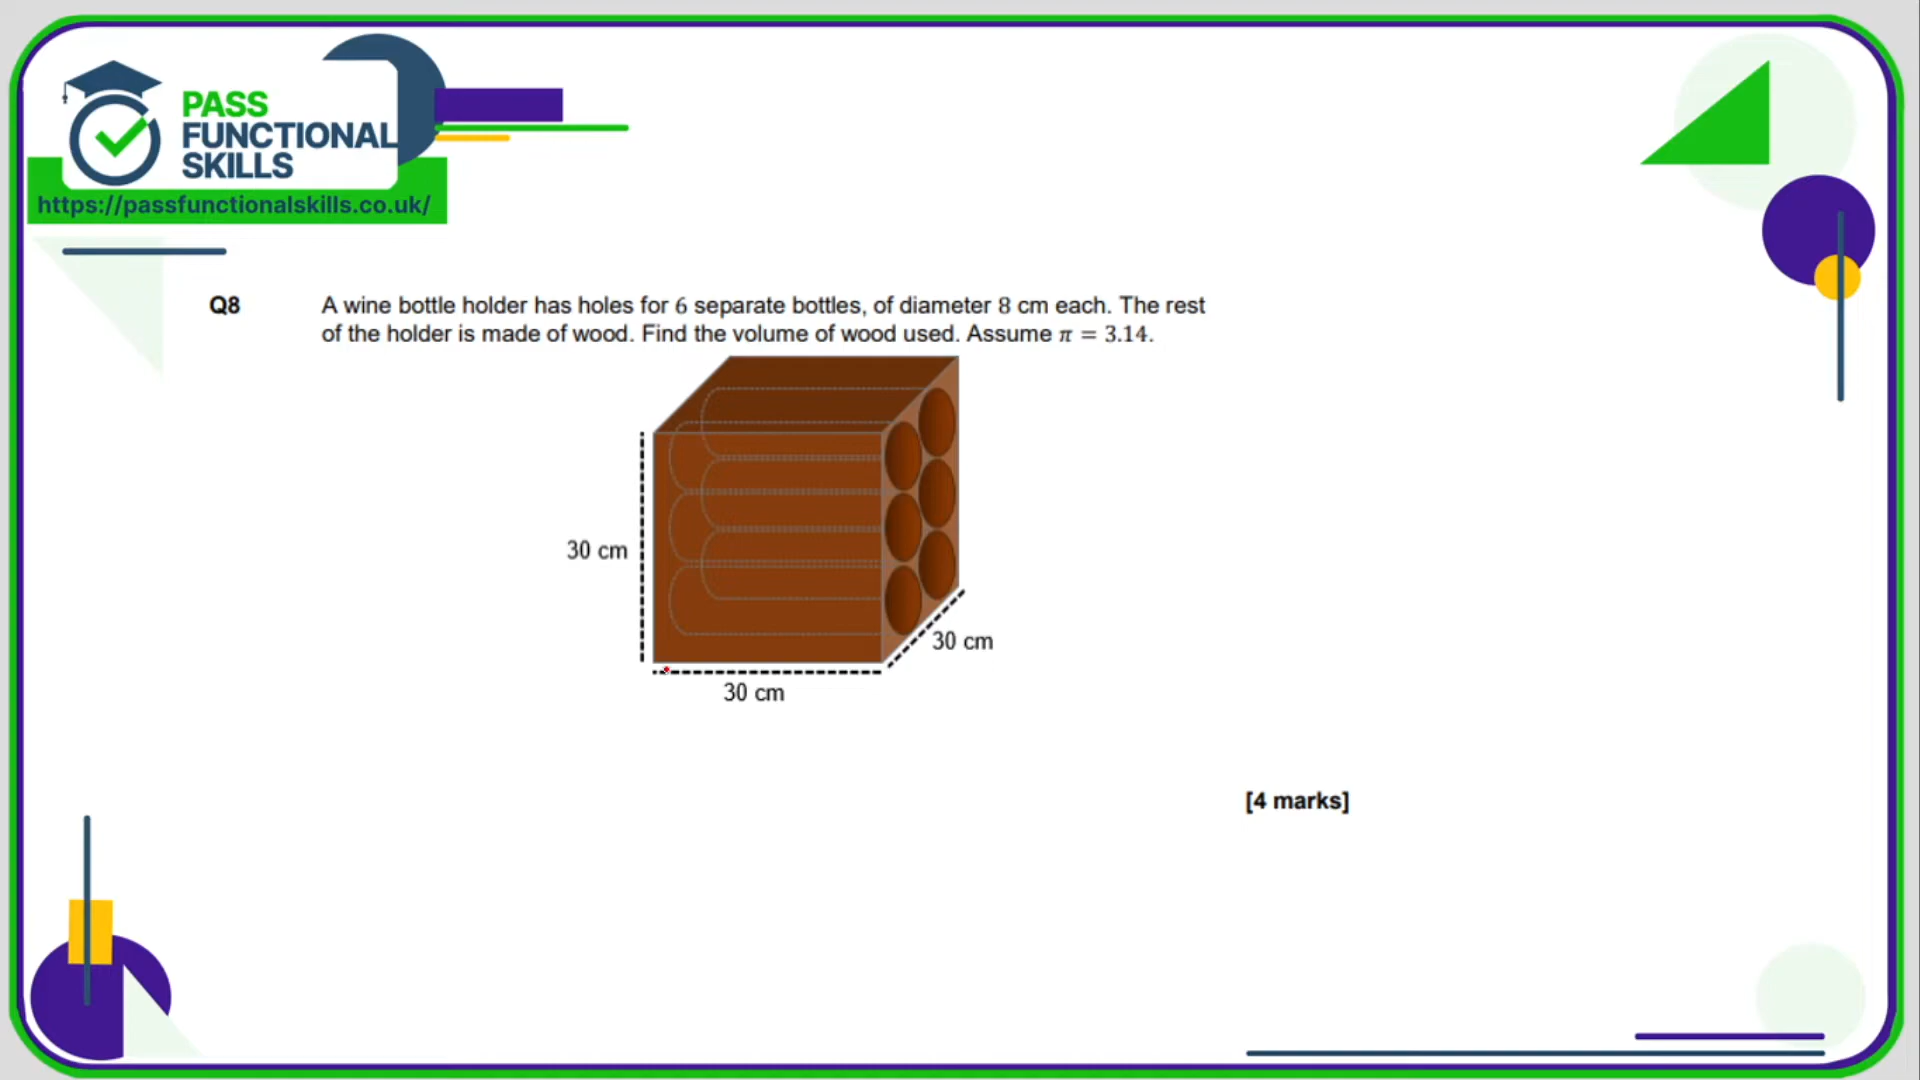 PASS
FUNCTIONAL
SKILLS
https://passfunctionalskills.co.uk/
Q8 A wine bottle holder has holes for 6 separate bottles, of diameter 8 cm each. The rest
of the holder is made of wood. Find the volume of wood used. Assume π = 3.14.
30 cm
30 cm
30 cm
[4 marks]